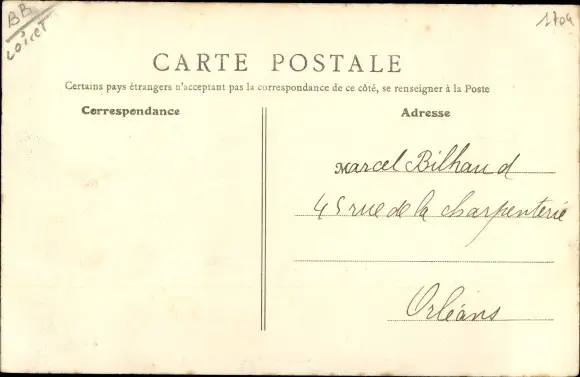 BB
Loiret
1704
CARTE POSTALE
Certains pays étrangers n'acceptant pas la correspondance de ce côté, se renseigner à la Poste
Correspondance
Adresse
Marcel Bilhaud
45 rue de la charpenterie
Orléans